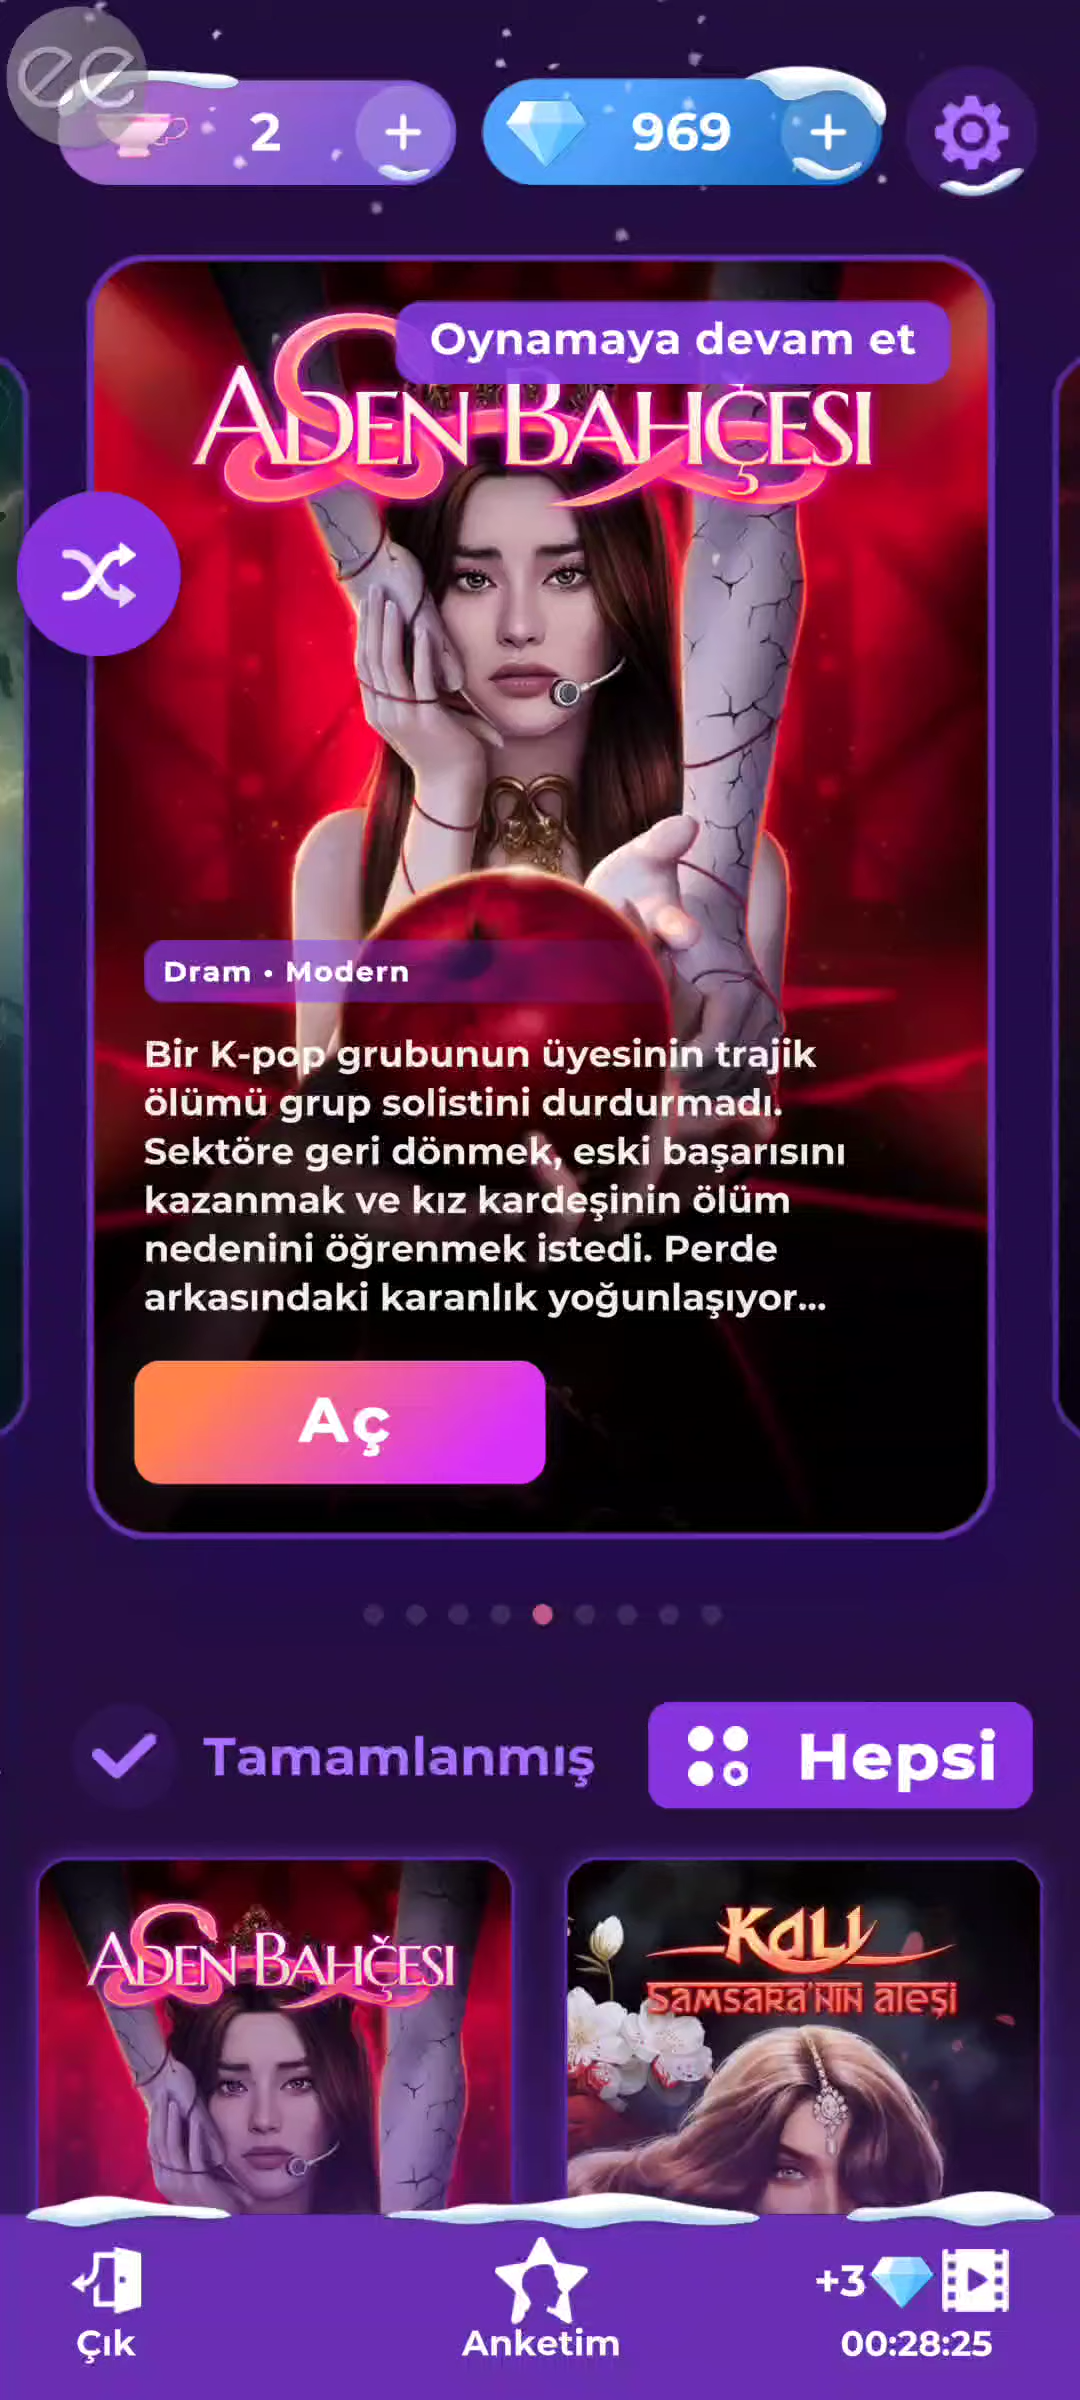 ee
2
+
969
+
Oynamaya devam et
ADEN BAHÇESI
Dram • Modern
Bir K-pop grubunun üyesinin trajik
ölümü grup solistini durdurmadı.
Sektöre geri dönmek, eski başarısını
kazanmak ve kız kardeşinin ölüm
nedenini öğrenmek istedi. Perde
arkasındaki karanlık yoğunlaşıyor...
Aç
Tamamlanmış
Hepsi
ADEN BAHÇESI
KALI
SAMSARA'NIN ATEŞİ
Çık
Anketim
+3
00:28:25